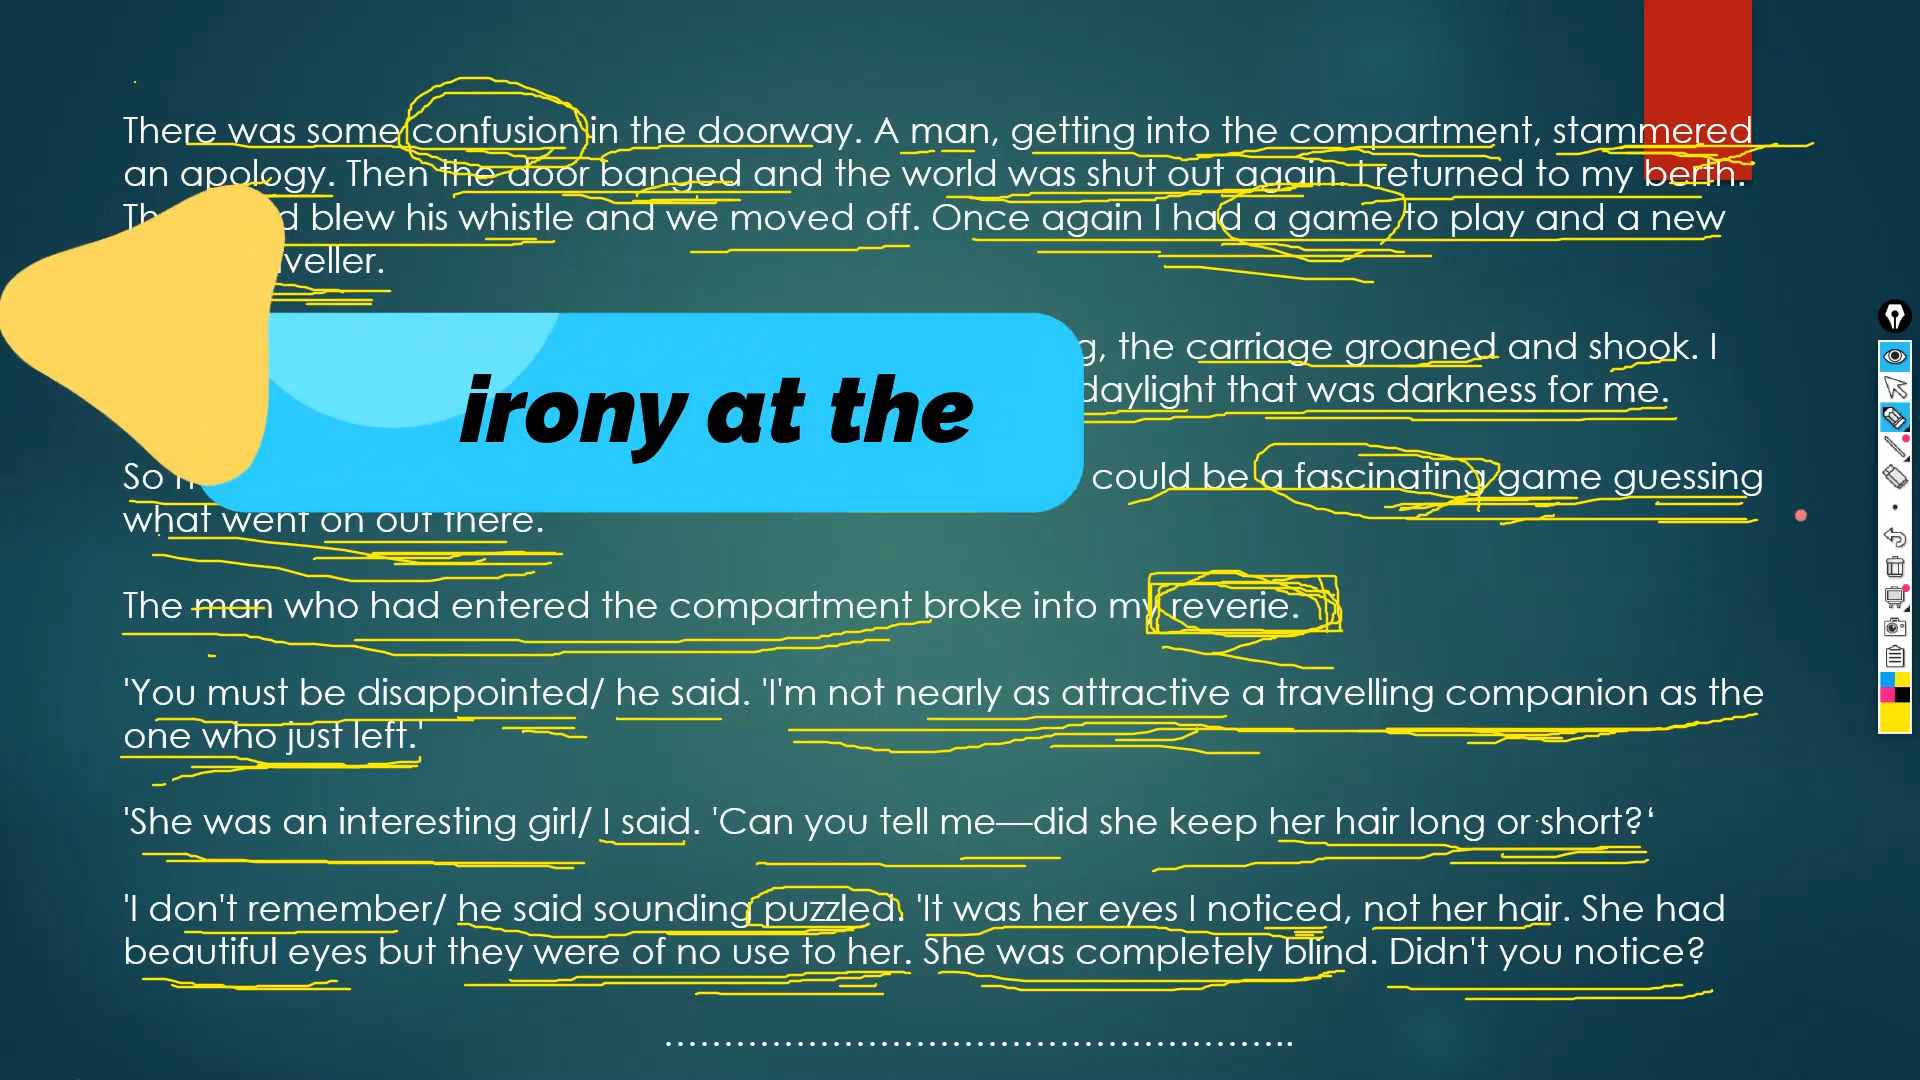 There was some confusion in the doorway. A man, getting into the compartment, stammered
an apology. Then the door banged and the world was shut out again. I returned to my berth.
blew his whistle and we moved off. Once again I had a game to play and a new
the carriage groaned and shook. I
irony at the
daylight that was darkness for me.
So could be a fascinating game guessing
what went on out there.
The man who had entered the compartment broke into my reverie.
'You must be disappointed/ he said. 'I'm not nearly as attractive a travelling companion as the
one who just left.'
'She was an interesting girl/ I said. 'Can you tell me—did she keep her hair long or short?‘
'I don't remember/ he said sounding puzzled. 'It was her eyes I noticed, not her hair. She had
beautiful eyes but they were of no use to her. She was completely blind. Didn't you notice?
………………………………………………….